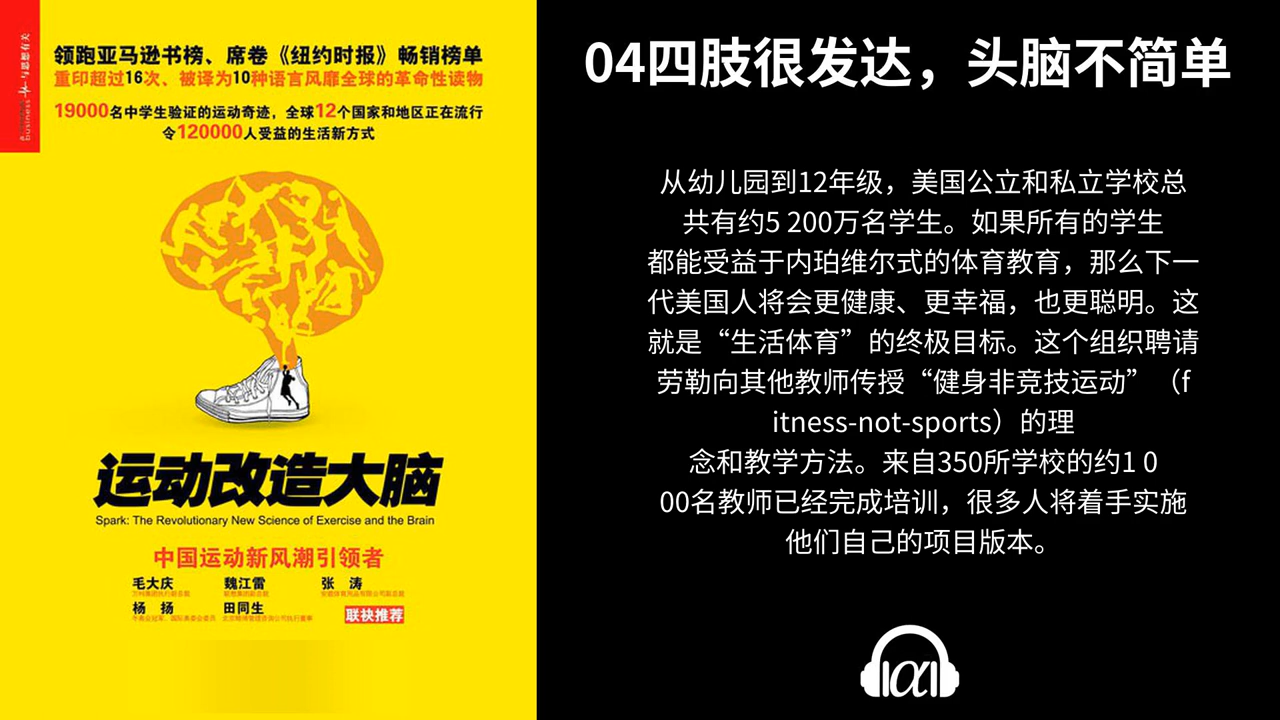 与思想有关
business
领跑亚马逊书榜、席卷《纽约时报》畅销榜单
重印超过16次、被译为10种语言风靡全球的革命性读物
19000名中学生验证的运动奇迹，全球12个国家和地区正在流行
令120000人受益的生活新方式
运动改造大脑
Spark: The Revolutionary New Science of Exercise and the Brain
中国运动新风潮引领者
毛大庆 魏江雷 张 涛
杨 扬 田同生
联袂推荐
04四肢很发达，头脑不简单
从幼儿园到12年级，美国公立和私立学校总
共有约5 200万名学生。如果所有的学生
都能受益于内珀维尔式的体育教育，那么下一
代美国人将会更健康、更幸福，也更聪明。这
就是“生活体育”的终极目标。这个组织聘请
劳勒向其他教师传授“健身非竞技运动”（f
itness-not-sports）的理
念和教学方法。来自350所学校的约1 0
00名教师已经完成培训，很多人将着手实施
他们自己的项目版本。